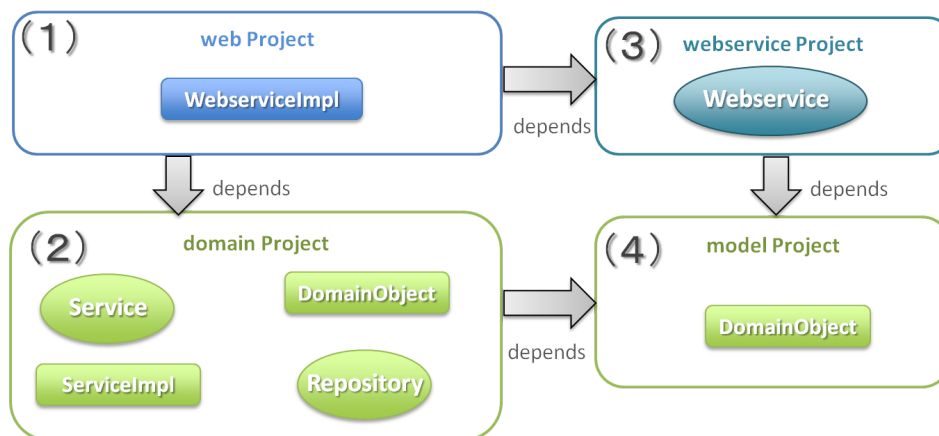 (1)
web Project
WebserviceImpl
depends
(3)
webservice Project
Webservice
depends
depends
(2)
domain Project
Service
DomainObject
ServiceImpl
Repository
depends
(4)
model Project
DomainObject